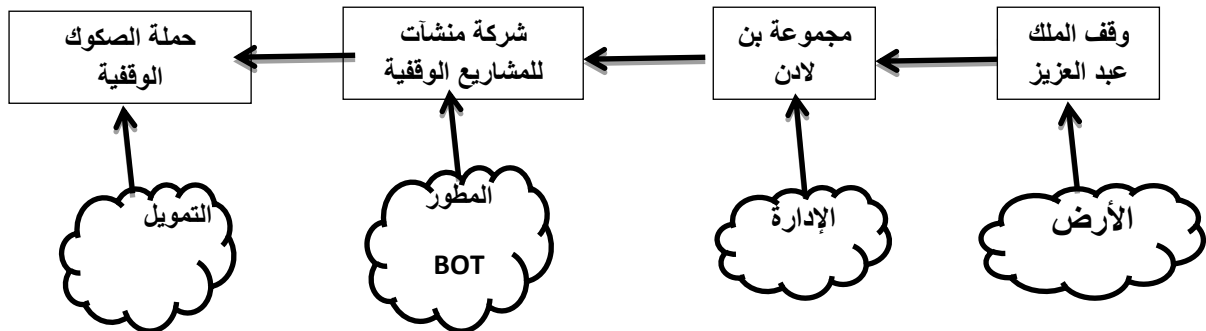 وقف الملك
عبد العزيز
مجموعة بن
لادن
شركة منشآت
للمشاريع الوقفية
حملة الصكوك
الوقفية
الأرض
الإدارة
المطور
BOT
التمويل